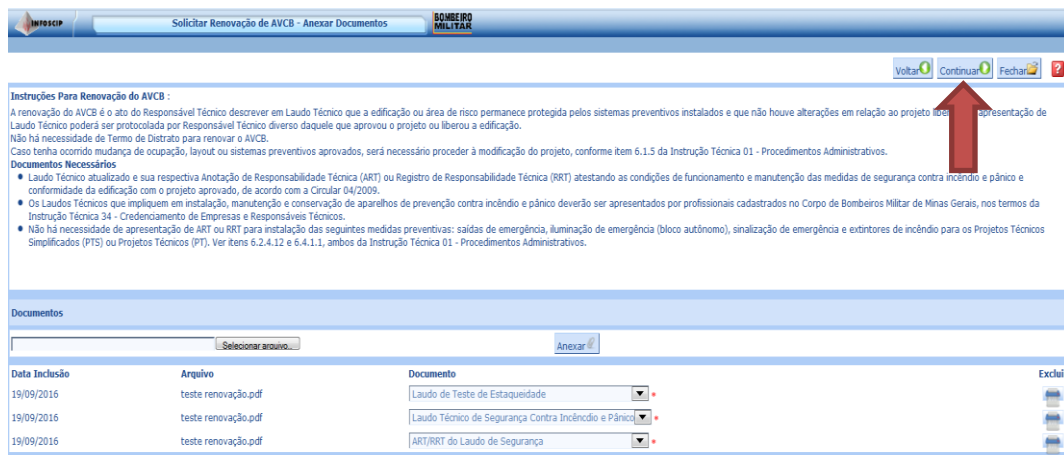 INFOSCIP
Solicitar Renovação de AVCB - Anexar Documentos
BOMBEIRO
MILITAR
Voltar Continuar Fechar ?
Instruções Para Renovação do AVCB :
A renovação do AVCB é o ato do Responsável Técnico descrever em Laudo Técnico que a edificação ou área de risco permanece protegida pelos sistemas preventivos instalados e que não houve alterações em relação ao projeto apresentação de
Laudo Técnico poderá ser protocolada por Responsável Técnico diverso daquele que aprovou o projeto ou liberou a edificação.
Não há necessidade de Termo de Distrato para renovar o AVCB.
Caso tenha ocorrido mudança de ocupação, layout ou sistemas preventivos aprovados, será necessário proceder à modificação do projeto, conforme item 6.1.5 da Instrução Técnica 01 - Procedimentos Administrativos.
Documentos Necessários
• Laudo Técnico atualizado e sua respectiva Anotação de Responsabilidade Técnica (ART) ou Registro de Responsabilidade Técnica (RRT) atestando as condições de funcionamento e manutenção das medidas de segurança contra incêndio e pânico e
conformidade da edificação com o projeto aprovado, de acordo com a Circular 04/2009.
• Os Laudos Técnicos que impliquem em instalação, manutenção e conservação de aparelhos de prevenção contra incêndio e pânico deverão ser apresentados por profissionais cadastrados no Corpo de Bombeiros Militar de Minas Gerais, nos termos da
Instrução Técnica 34 - Credenciamento de Empresas e Responsáveis Técnicos.
• Não há necessidade de apresentação de ART ou RRT para instalação das seguintes medidas preventivas: saídas de emergência, iluminação de emergência (bloco autônomo), sinalização de emergência e extintores de incêndio para os Projetos Técnicos
Simplificados (PTS) ou Projetos Técnicos (PT). Ver itens 6.2.4.12 e 6.4.1.1, ambos da Instrução Técnica 01 - Procedimentos Administrativos.
Documentos
Selecionar arquivo.. Anexar
Data Inclusão Arquivo Documento Exclui
19/09/2016 teste renovação.pdf Laudo de Teste de Estaqueidade *
19/09/2016 teste renovação.pdf Laudo Técnico de Segurança Contra Incêncdio e Pânico *
19/09/2016 teste renovação.pdf ART/RRT do Laudo de Segurança *